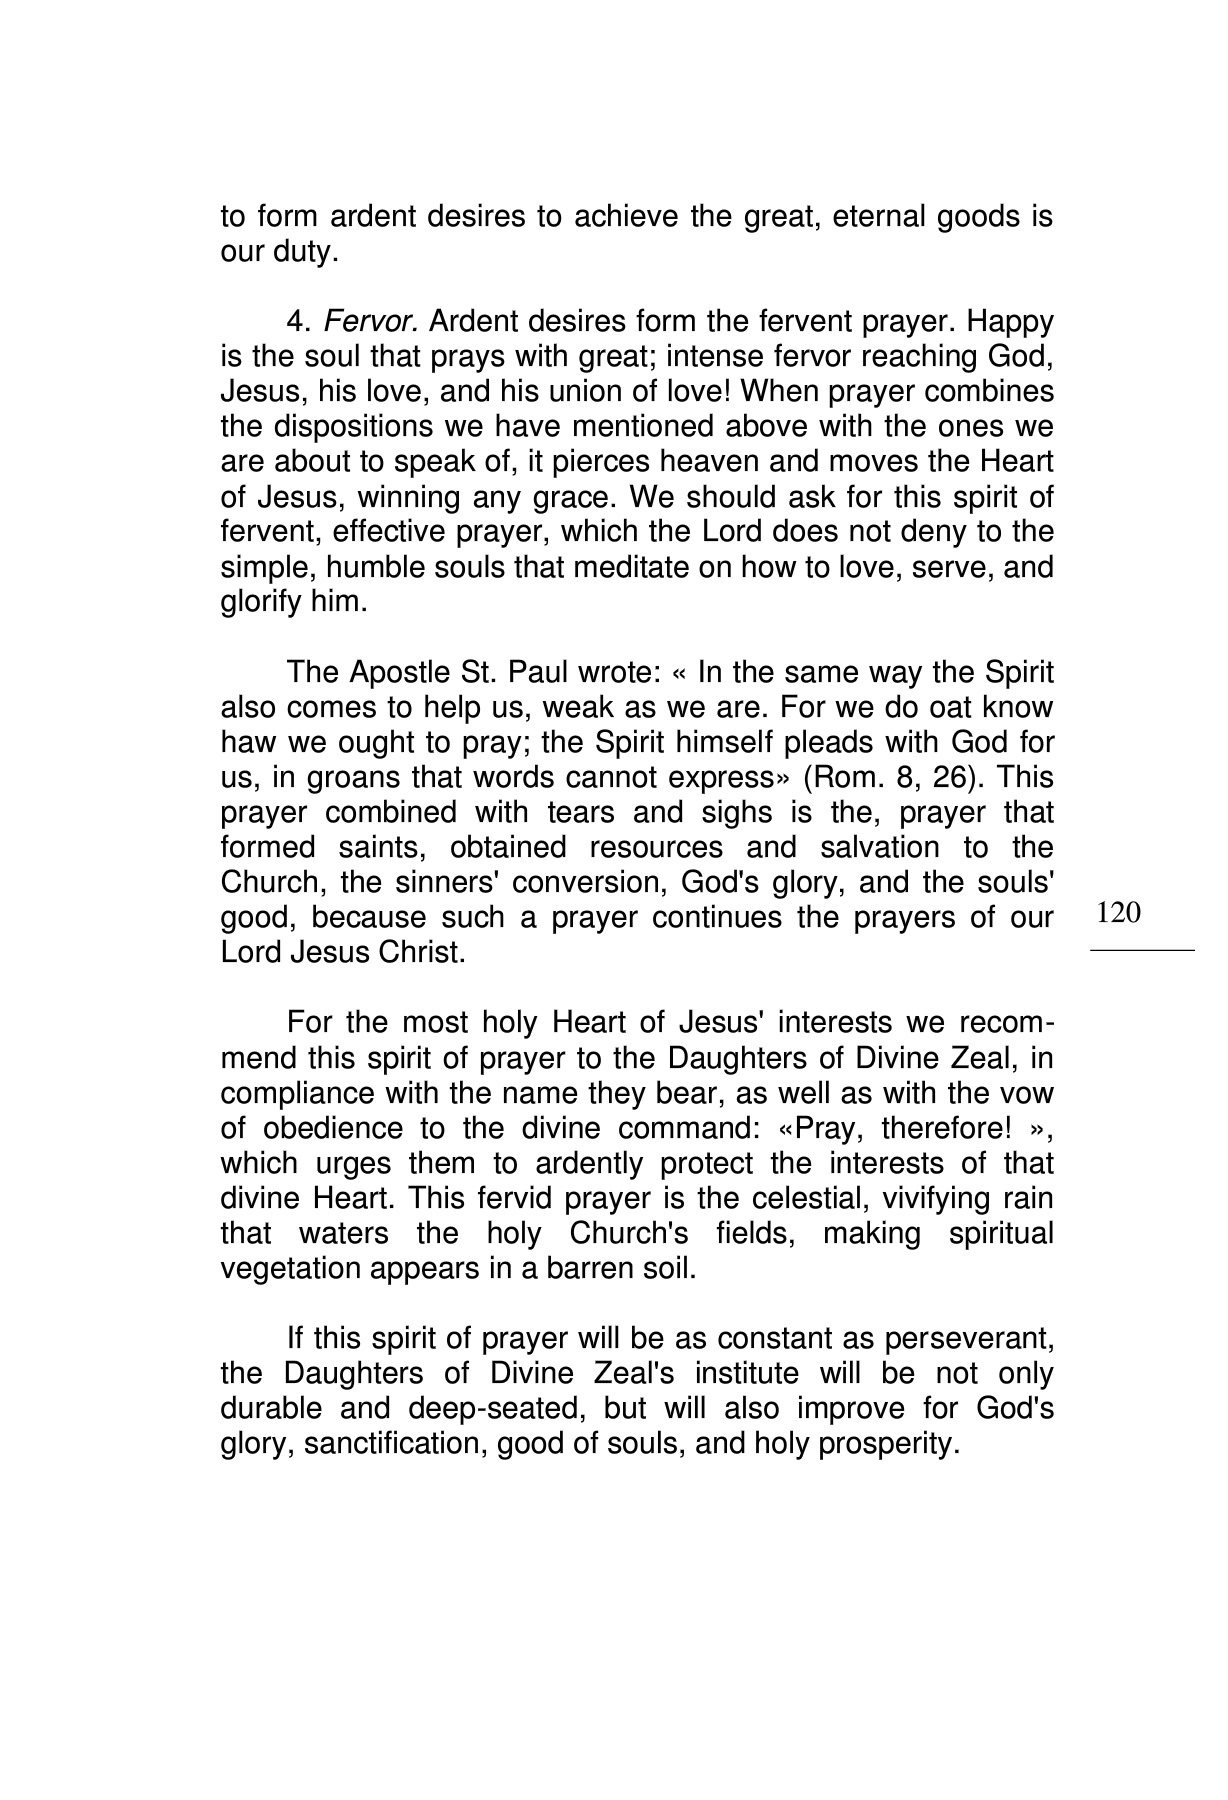 to form ardent desires to achieve the great, eternal goods is
our duty.
4. Fervor. Ardent desires form the fervent prayer. Happy
is the soul that prays with great; intense fervor reaching God,
Jesus, his love, and his union of love! When prayer combines
the dispositions we have mentioned above with the ones we
are about to speak of, it pierces heaven and moves the Heart
of Jesus, winning any grace. We should ask for this spirit of
fervent, effective prayer, which the Lord does not deny to the
simple, humble souls that meditate on how to love, serve, and
glorify him.
The Apostle St. Paul wrote: « In the same way the Spirit
also comes to help us, weak as we are. For we do oat know
haw we ought to pray; the Spirit himself pleads with God for
us, in groans that words cannot express» (Rom. 8, 26). This
prayer combined with tears and sighs is the, prayer that
formed saints, obtained resources and salvation to the
Church, the sinners' conversion, God's glory, and the souls'
good, because such a prayer continues the prayers of our
Lord Jesus Christ.
120
For the most holy Heart of Jesus' interests we recom-
mend this spirit of prayer to the Daughters of Divine Zeal, in
compliance with the name they bear, as well as with the vow
of obedience to the divine command: «Pray, therefore! »,
which urges them to ardently protect the interests of that
divine Heart. This fervid prayer is the celestial, vivifying rain
that waters the holy Church's fields, making spiritual
vegetation appears in a barren soil.
If this spirit of prayer will be as constant as perseverant,
the Daughters of Divine Zeal's institute will be not only
durable and deep-seated, but will also improve for God's
glory, sanctification, good of souls, and holy prosperity.